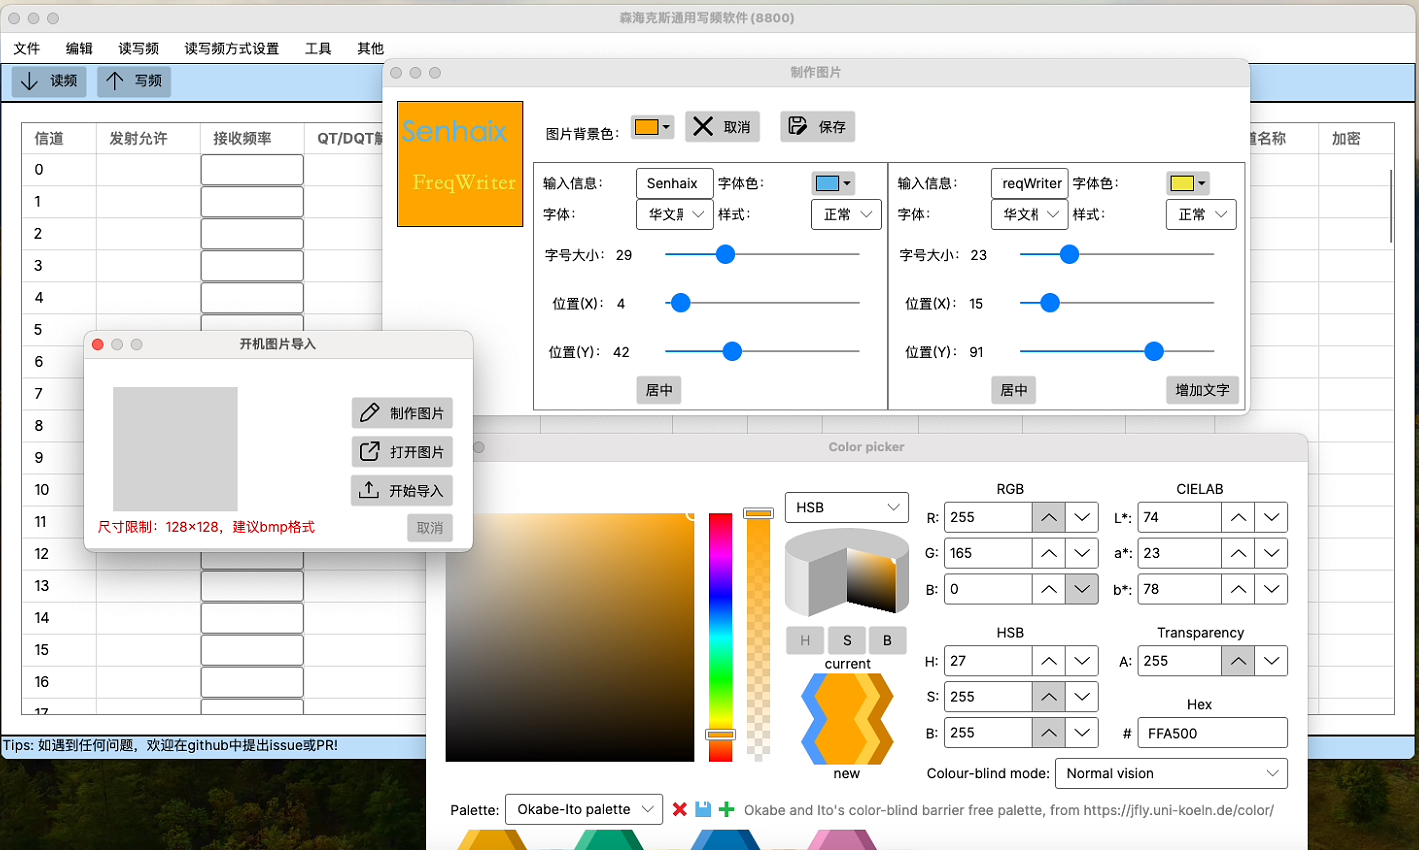 森海克斯通用写频软件(8800)
文件 编辑 读写频 读写频方式设置 工具 其他
读频 写频
信道 发射允许 接收频率 QT/DQT 道名称 加密
0
1
2
3
4
5
6
7
8
9
10
11
12
13
14
15
16
17
Tips: 如遇到任何问题，欢迎在github中提出issue或PR!
制作图片
Senhaix
FreqWriter
图片背景色： 取消 保存
输入信息： Senhaix 字体色：
字体： 华文 样式： 正常
字号大小： 29
位置(X)： 4
位置(Y)： 42
居中
输入信息： reqWriter 字体色：
字体： 华文 样式： 正常
字号大小： 23
位置(X)： 15
位置(Y)： 91
居中 增加文字
开机图片导入
制作图片
打开图片
开始导入
尺寸限制：128×128，建议bmp格式
取消
Color picker
HSB
H S B
current
new
RGB
R: 255
G: 165
B: 0
CIELAB
L*: 74
a*: 23
b*: 78
HSB
H: 27
S: 255
B: 255
Transparency
A: 255
Hex
# FFA500
Colour-blind mode: Normal vision
Palette: Okabe-Ito palette Okabe and Ito's color-blind barrier free palette, from https://jfly.uni-koeln.de/color/